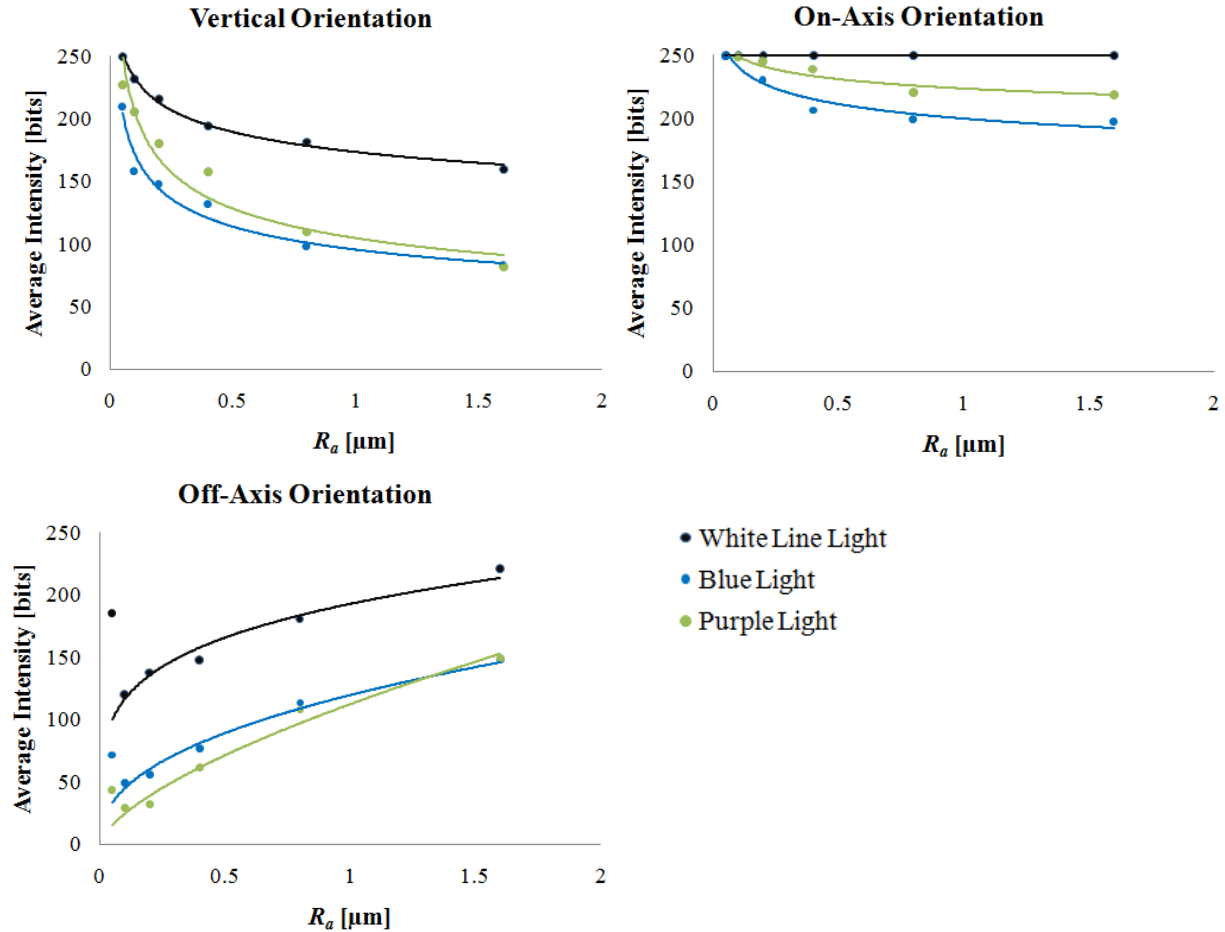 Vertical Orientation
250
200
150
100
50
0
Average Intensity [bits]
0
0.5
1
1.5
2
Ra [μm]
On-Axis Orientation
250
200
150
100
50
0
Average Intensity [bits]
0
0.5
1
1.5
2
Ra [μm]
Off-Axis Orientation
250
200
150
100
50
0
Average Intensity [bits]
0
0.5
1
1.5
2
Ra [μm]
White Line Light
Blue Light
Purple Light